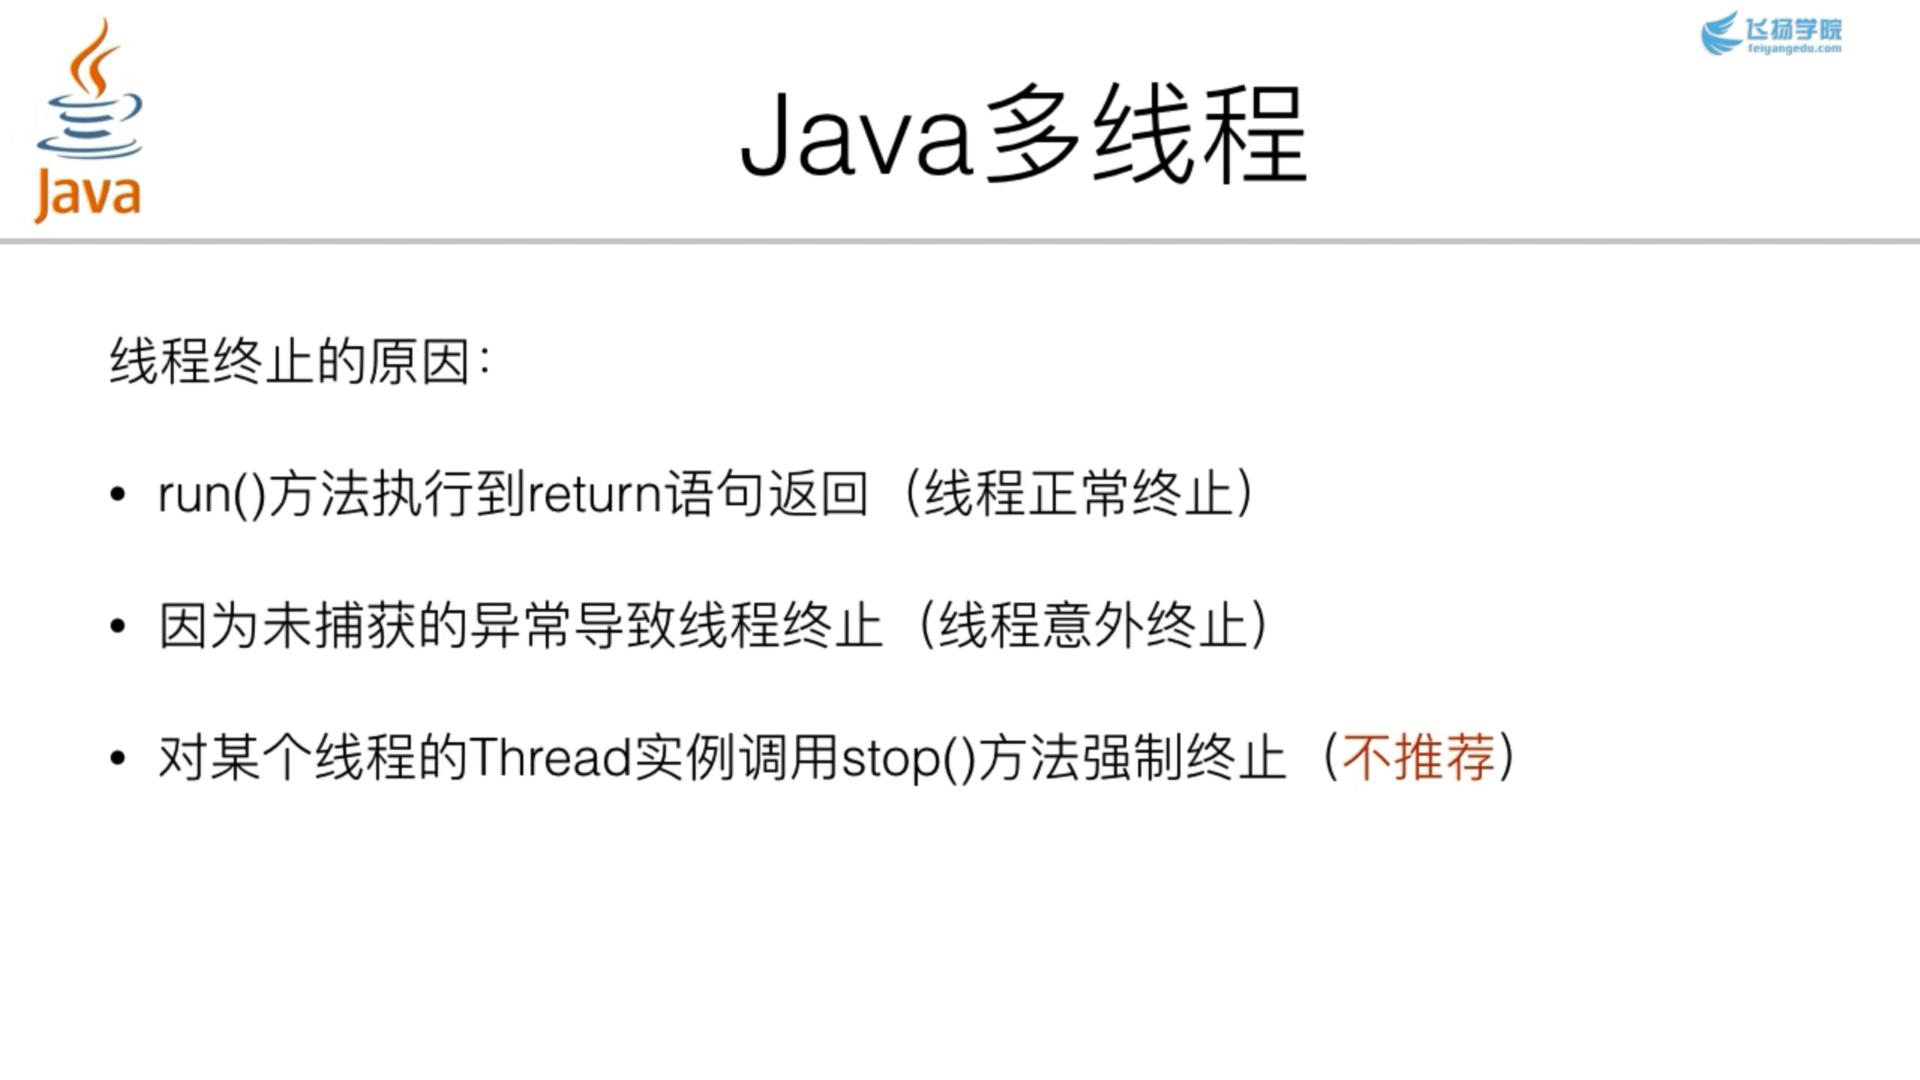 飞扬学院
feiyangedu.com
Java
Java多线程
线程终止的原因：
• run()方法执行到return语句返回（线程正常终止）
• 因为未捕获的异常导致线程终止（线程意外终止）
• 对某个线程的Thread实例调用stop()方法强制终止（不推荐）